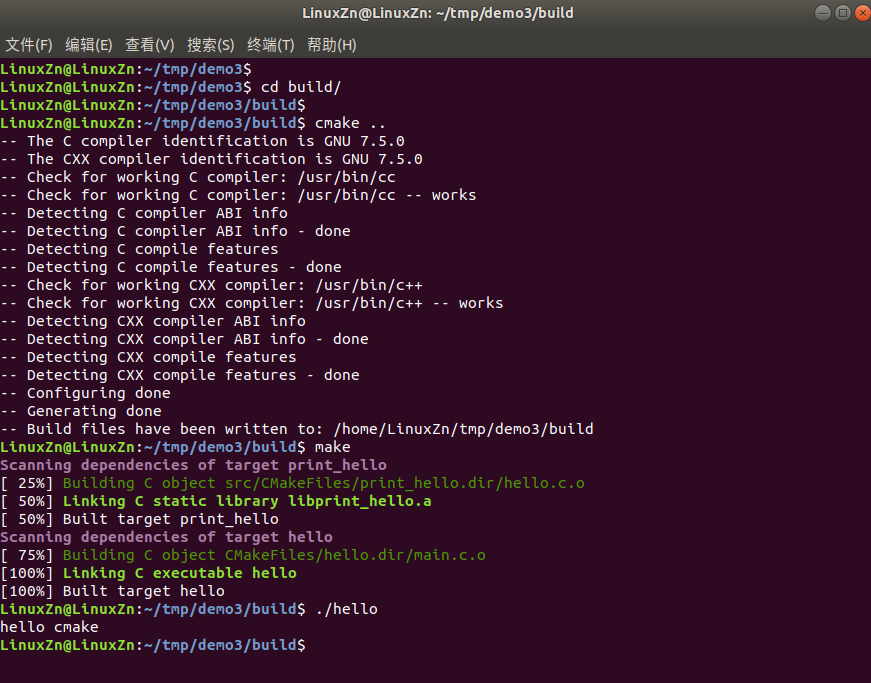 LinuxZn@LinuxZn: ~/tmp/demo3/build
文件(F) 编辑(E) 查看(V) 搜索(S) 终端(T) 帮助(H)
LinuxZn@LinuxZn:~/tmp/demo3$
LinuxZn@LinuxZn:~/tmp/demo3$ cd build/
LinuxZn@LinuxZn:~/tmp/demo3/build$
LinuxZn@LinuxZn:~/tmp/demo3/build$ cmake ..
-- The C compiler identification is GNU 7.5.0
-- The CXX compiler identification is GNU 7.5.0
-- Check for working C compiler: /usr/bin/cc
-- Check for working C compiler: /usr/bin/cc -- works
-- Detecting C compiler ABI info
-- Detecting C compiler ABI info - done
-- Detecting C compile features
-- Detecting C compile features - done
-- Check for working CXX compiler: /usr/bin/c++
-- Check for working CXX compiler: /usr/bin/c++ -- works
-- Detecting CXX compiler ABI info
-- Detecting CXX compiler ABI info - done
-- Detecting CXX compile features
-- Detecting CXX compile features - done
-- Configuring done
-- Generating done
-- Build files have been written to: /home/LinuxZn/tmp/demo3/build
LinuxZn@LinuxZn:~/tmp/demo3/build$ make
Scanning dependencies of target print_hello
[ 25%] Building C object src/CMakeFiles/print_hello.dir/hello.c.o
[ 50%] Linking C static library libprint_hello.a
[ 50%] Built target print_hello
Scanning dependencies of target hello
[ 75%] Building C object CMakeFiles/hello.dir/main.c.o
[100%] Linking C executable hello
[100%] Built target hello
LinuxZn@LinuxZn:~/tmp/demo3/build$ ./hello
hello cmake
LinuxZn@LinuxZn:~/tmp/demo3/build$